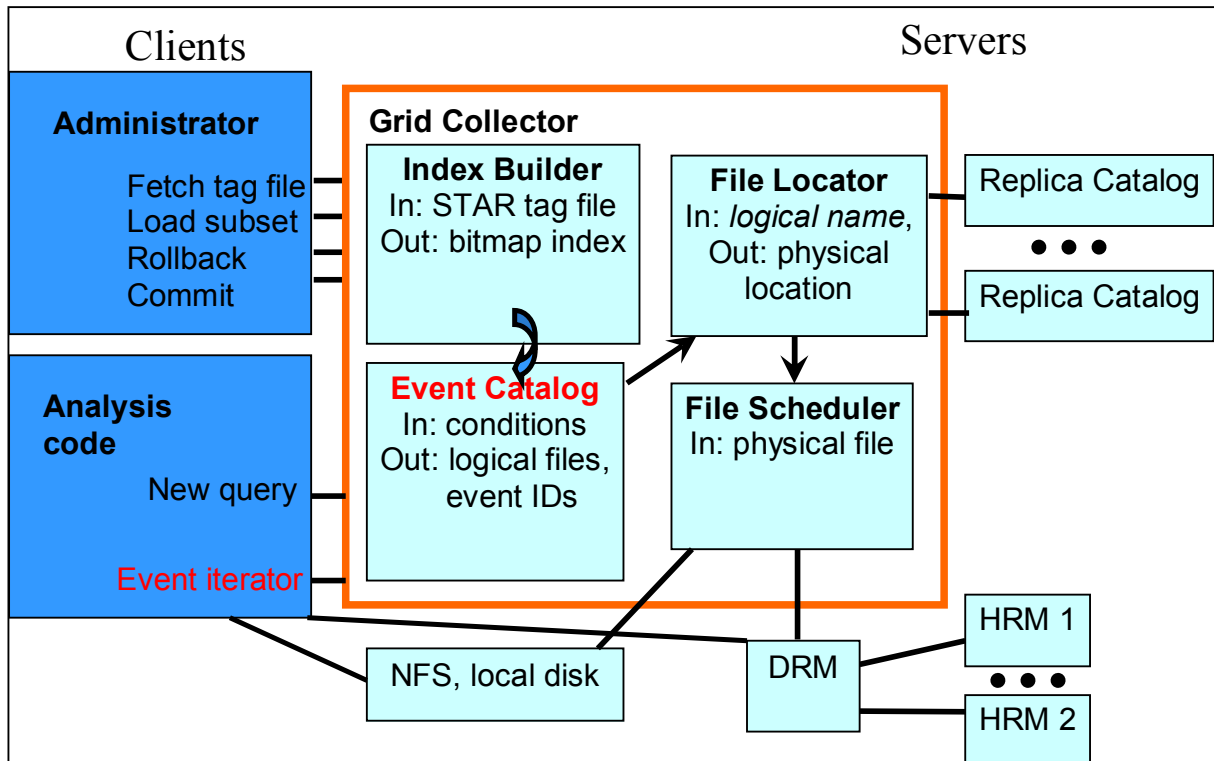 Clients
Servers
Administrator
Fetch tag file
Load subset
Rollback
Commit
Analysis
code
New query
Event iterator
Grid Collector
Index Builder
In: STAR tag file
Out: bitmap index
Event Catalog
In: conditions
Out: logical files,
event IDs
File Locator
In: logical name,
Out: physical
location
File Scheduler
In: physical file
Replica Catalog
Replica Catalog
NFS, local disk
DRM
HRM 1
HRM 2